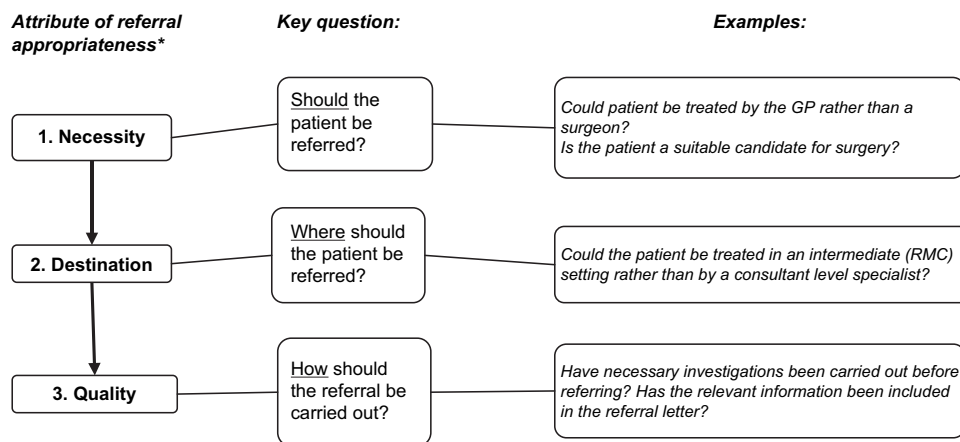 Attribute of referral
appropriateness*
Key question:
Examples:
1. Necessity
Should the
patient be
referred?
Could patient be treated by the GP rather than a
surgeon?
Is the patient a suitable candidate for surgery?
2. Destination
Where should
the patient be
referred?
Could the patient be treated in an intermediate (RMC)
setting rather than by a consultant level specialist?
3. Quality
How should
the referral be
carried out?
Have necessary investigations been carried out before
referring? Has the relevant information been included
in the referral letter?